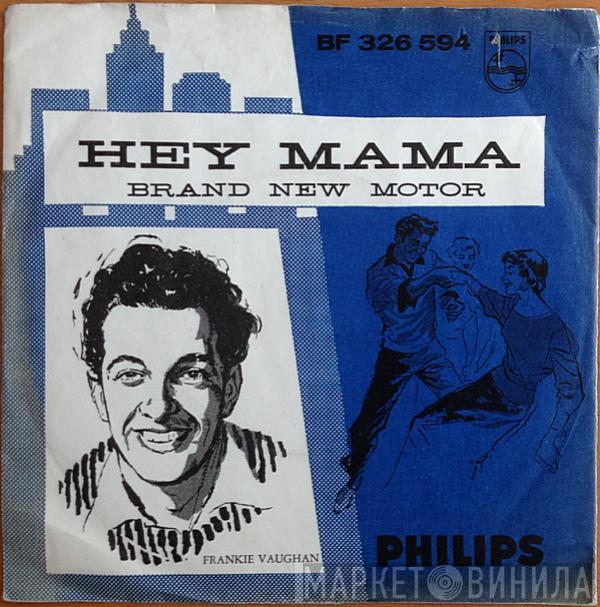 BF 326 594
PHILIPS
HEY MAMA
BRAND NEW MOTOR
FRANKIE VAUGHAN
PHILIPS
МАРКЕТ ВИНИЛА